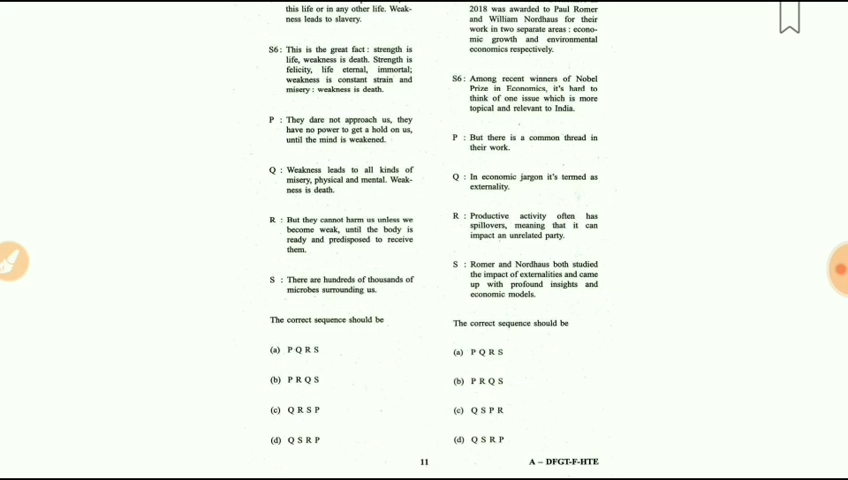 this life or in any other life. Weak-
ness leads to slavery.
S6: This is the great fact : strength is
life, weakness is death. Strength is
felicity, life eternal, immortal;
weakness is constant strain and
misery : weakness is death.
P : They dare not approach us, they
have no power to get a hold on us,
until the mind is weakened.
Q : Weakness leads to all kinds of
misery, physical and mental. Weak-
ness is death.
R : But they cannot harm us unless we
become weak, until the body is
ready and predisposed to receive
them.
S : There are hundreds of thousands of
microbes surrounding us.
The correct sequence should be
(a) P Q R S
(b) P R Q S
(c) Q R S P
(d) Q S R P
2018 was awarded to Paul Romer
and William Nordhaus for their
work in two separate areas : econo-
mic growth and environmental
economics respectively.
S6: Among recent winners of Nobel
Prize in Economics, it's hard to
think of one issue which is more
topical and relevant to India.
P : But there is a common thread in
their work.
Q : In economic jargon it's termed as
externality.
R : Productive activity often has
spillovers, meaning that it can
impact an unrelated party.
S : Romer and Nordhaus both studied
the impact of externalities and came
up with profound insights and
economic models.
The correct sequence should be
(a) P Q R S
(b) P R Q S
(c) Q S P R
(d) Q S R P
11
A – DFGT-F-HTE